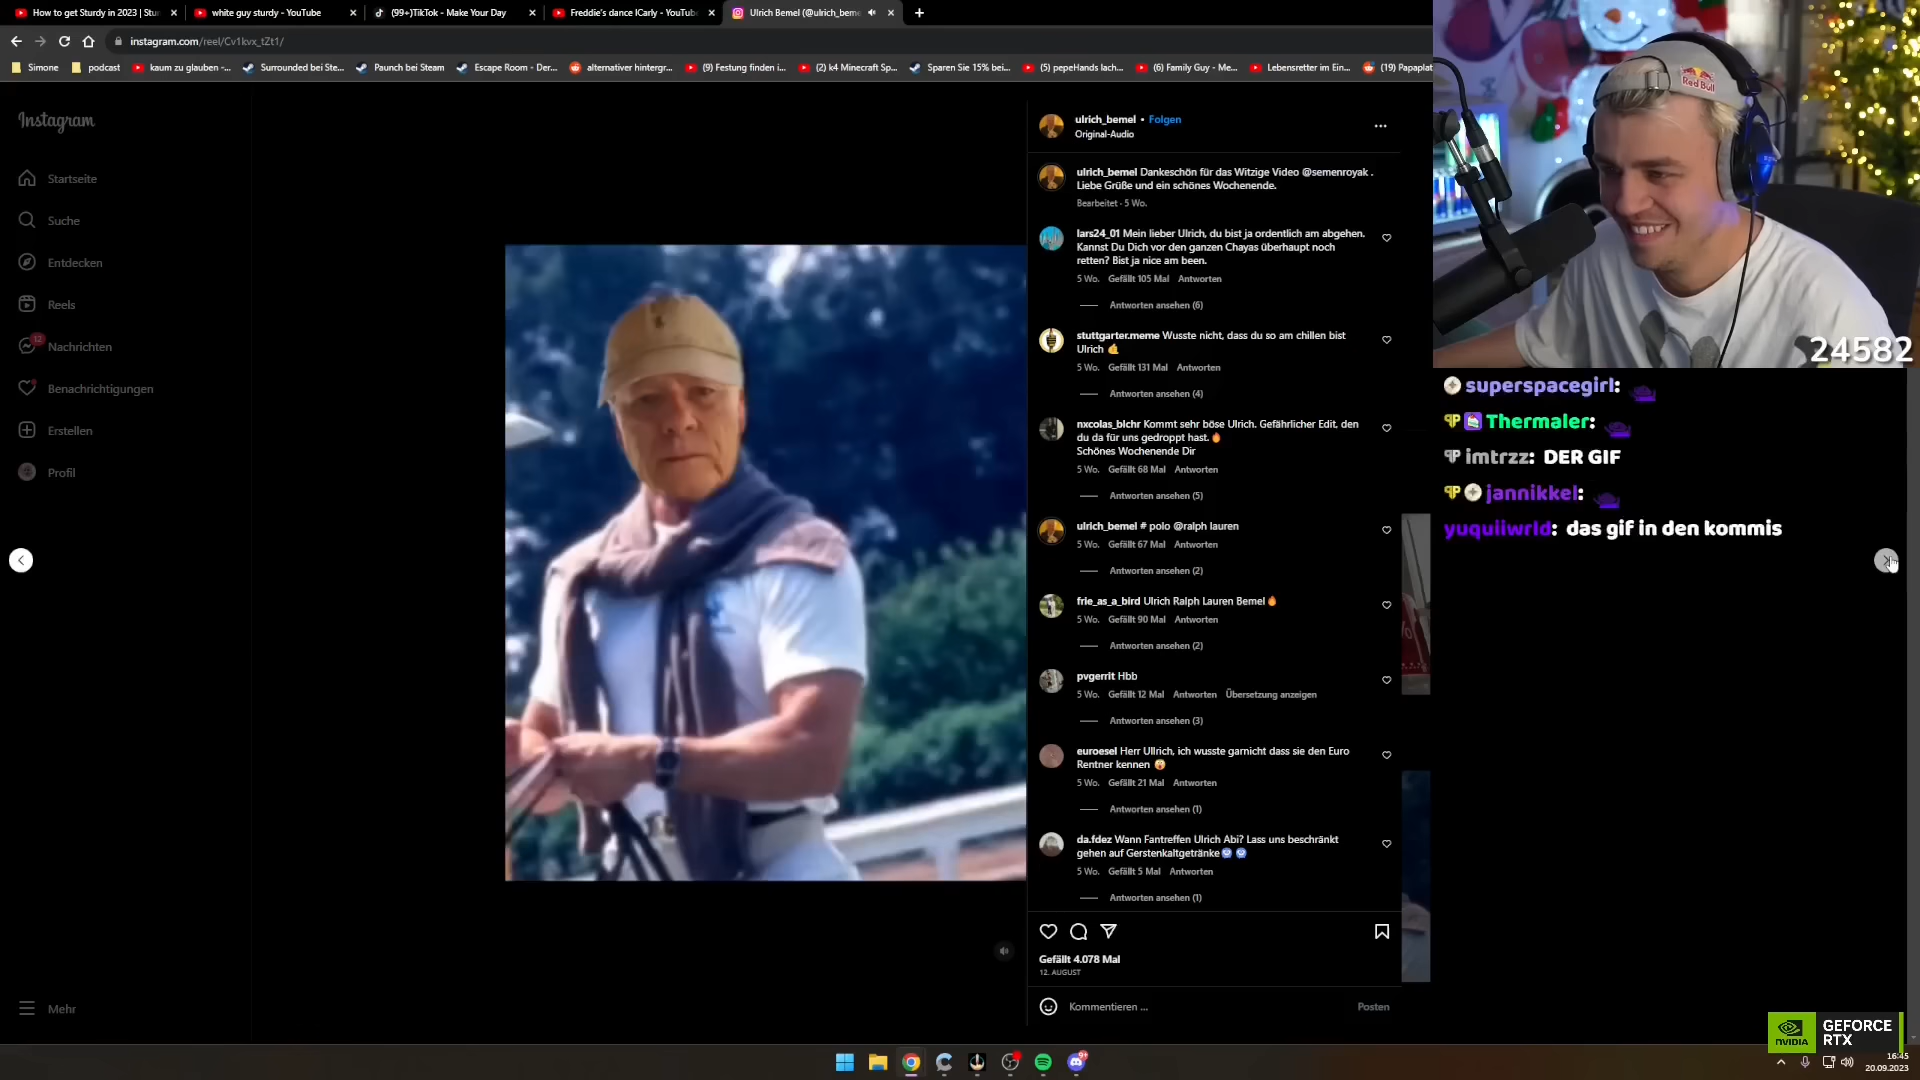 How to get Sturdy in 2023 | Stur
white guy sturdy - YouTube
(99+)TikTok - Make Your Day
Freddie's dance ICarly - YouTub
Ulrich Bemel (@ulrich_beme
instagram.com/reel/Cv1kvx_tZt1/
Simone
podcast
kaum zu glauben -...
Surrounded bei Ste...
Paunch bei Steam
Escape Room - Der...
alternativer hintergr...
(9) Festung finden i...
(2) k4 Minecraft Sp...
Sparen Sie 15% bei...
(5) pepeHands lach...
(6) Family Guy - Me...
Lebensretter im Ein...
(19) Papaplat
Red Bull
Instagram
Startseite
Suche
Entdecken
Reels
12
Nachrichten
Benachrichtigungen
Erstellen
Profil
Mehr
ulrich_bemel • Folgen
Original-Audio
ulrich_bemel Dankeschön für das Witzige Video @semenroyak .
Liebe Grüße und ein schönes Wochenende.
Bearbeitet · 5 Wo.
lars24_01 Mein lieber Ulrich, du bist ja ordentlich am abgehen.
Kannst Du Dich vor den ganzen Chayas überhaupt noch
retten? Bist ja nice am been.
5 Wo. Gefällt 105 Mal Antworten
Antworten ansehen (6)
stuttgarter.meme Wusste nicht, dass du so am chillen bist
Ulrich 🤙
5 Wo. Gefällt 131 Mal Antworten
Antworten ansehen (4)
nxcolas_blchr Kommt sehr böse Ulrich. Gefährlicher Edit, den
du da für uns gedroppt hast.🔥
Schönes Wochenende Dir
5 Wo. Gefällt 68 Mal Antworten
Antworten ansehen (5)
ulrich_bemel # polo @ralph lauren
5 Wo. Gefällt 67 Mal Antworten
Antworten ansehen (2)
frie_as_a_bird Ulrich Ralph Lauren Bemel🔥
5 Wo. Gefällt 90 Mal Antworten
Antworten ansehen (2)
pvgerrit Hbb
5 Wo. Gefällt 12 Mal Antworten Übersetzung anzeigen
Antworten ansehen (3)
euroesel Herr Ullrich, ich wusste garnicht dass sie den Euro
Rentner kennen 😱
5 Wo. Gefällt 21 Mal Antworten
Antworten ansehen (1)
da.fdez Wann Fantreffen Ulrich Abi? Lass uns beschränkt
gehen auf Gerstenkaltgetränke🥶🥶
5 Wo. Gefällt 5 Mal Antworten
Antworten ansehen (1)
Gefällt 4.078 Mal
12. AUGUST
Kommentieren ...
Posten
24582
superspacegirl:
Thermaler:
imtrzz: DER GIF
jannikkel:
yuquiiwrld: das gif in den kommis
NVIDIA
GEFORCE
RTX
9+
16:45
20.09.2023